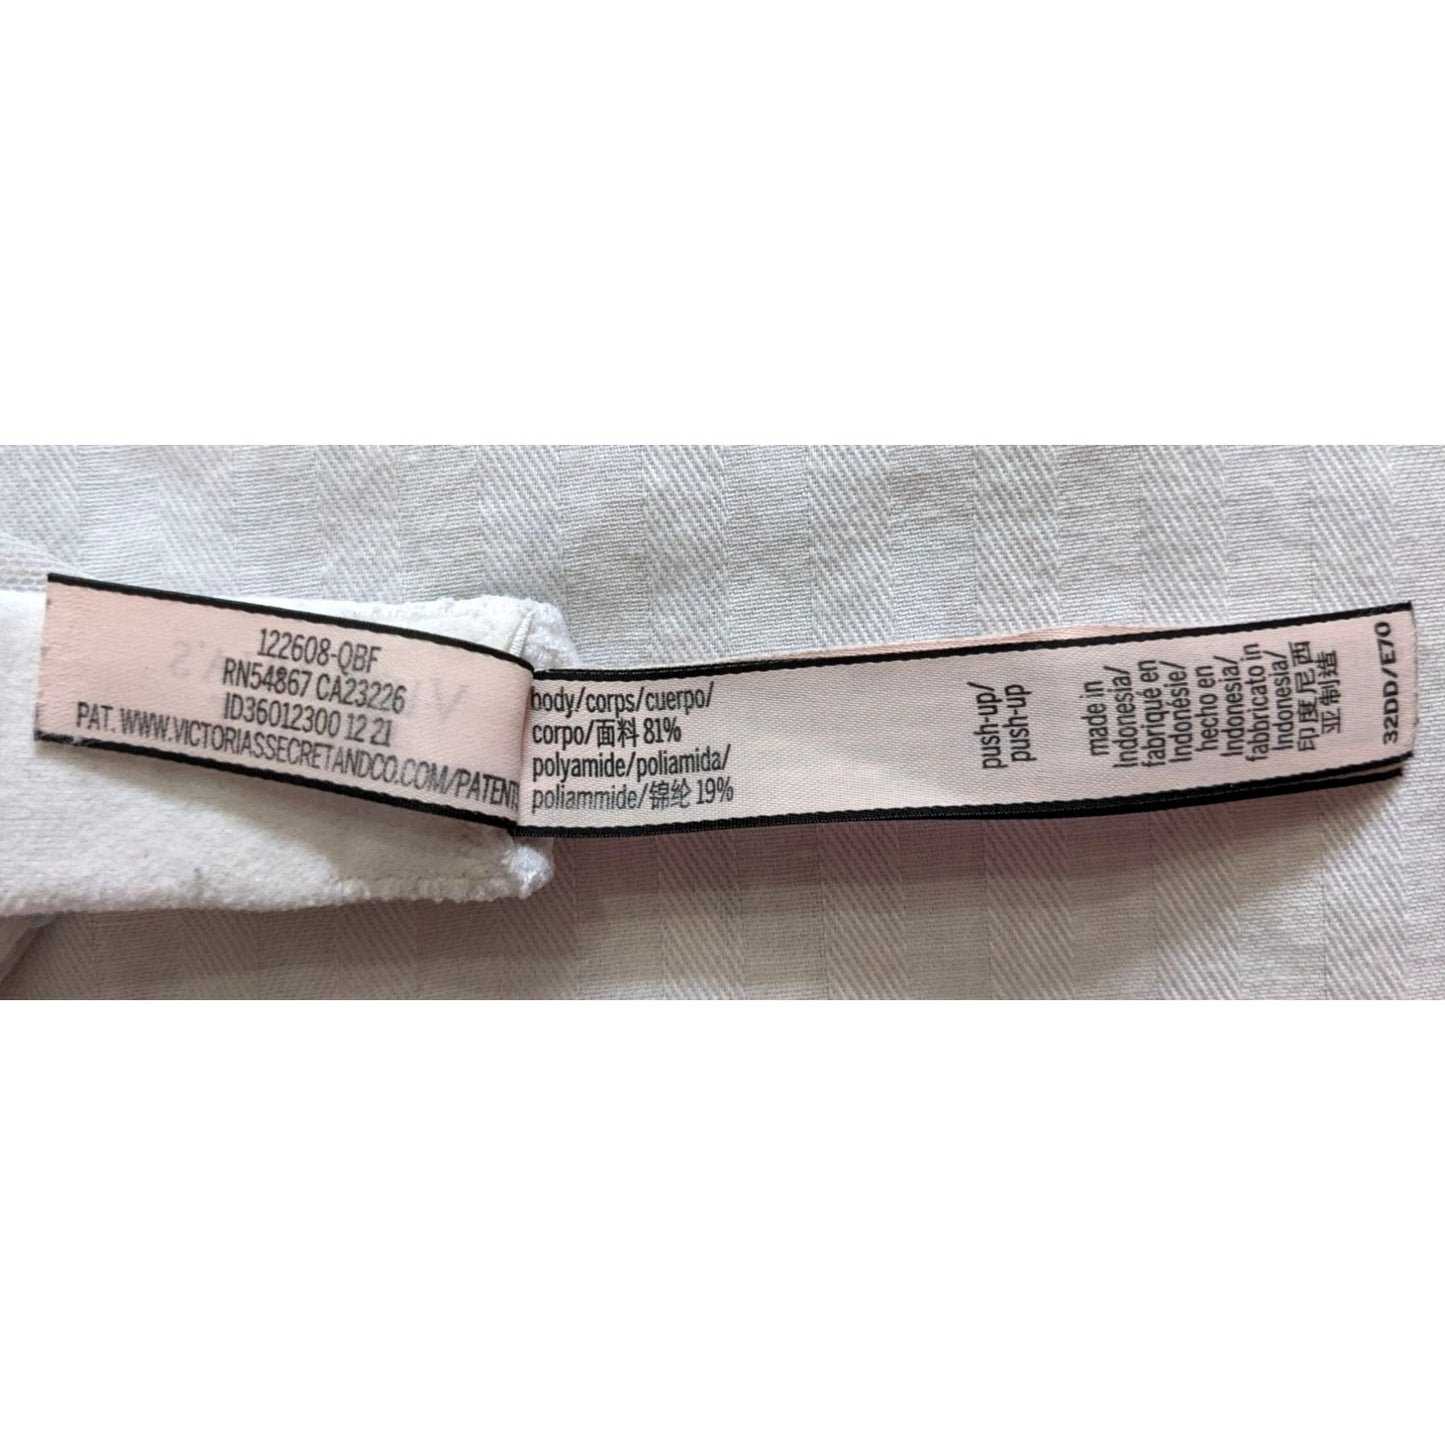 122608-QBF
RN54867 CA23226
ID36012300 12 21
PAT. WWW.VICTORIASSECRETANDCO.COM/PATENTS
body/corps/cuerpo/
corpo/面料 81%
polyamide/poliamida/
poliammide/锦纶 19%
push-up/
push-up
made in
Indonesia/
fabriqué en
Indonésie/
hecho en
Indonesia/
fabricato in
Indonesia/
印度尼西
亚制造
32DD/E70